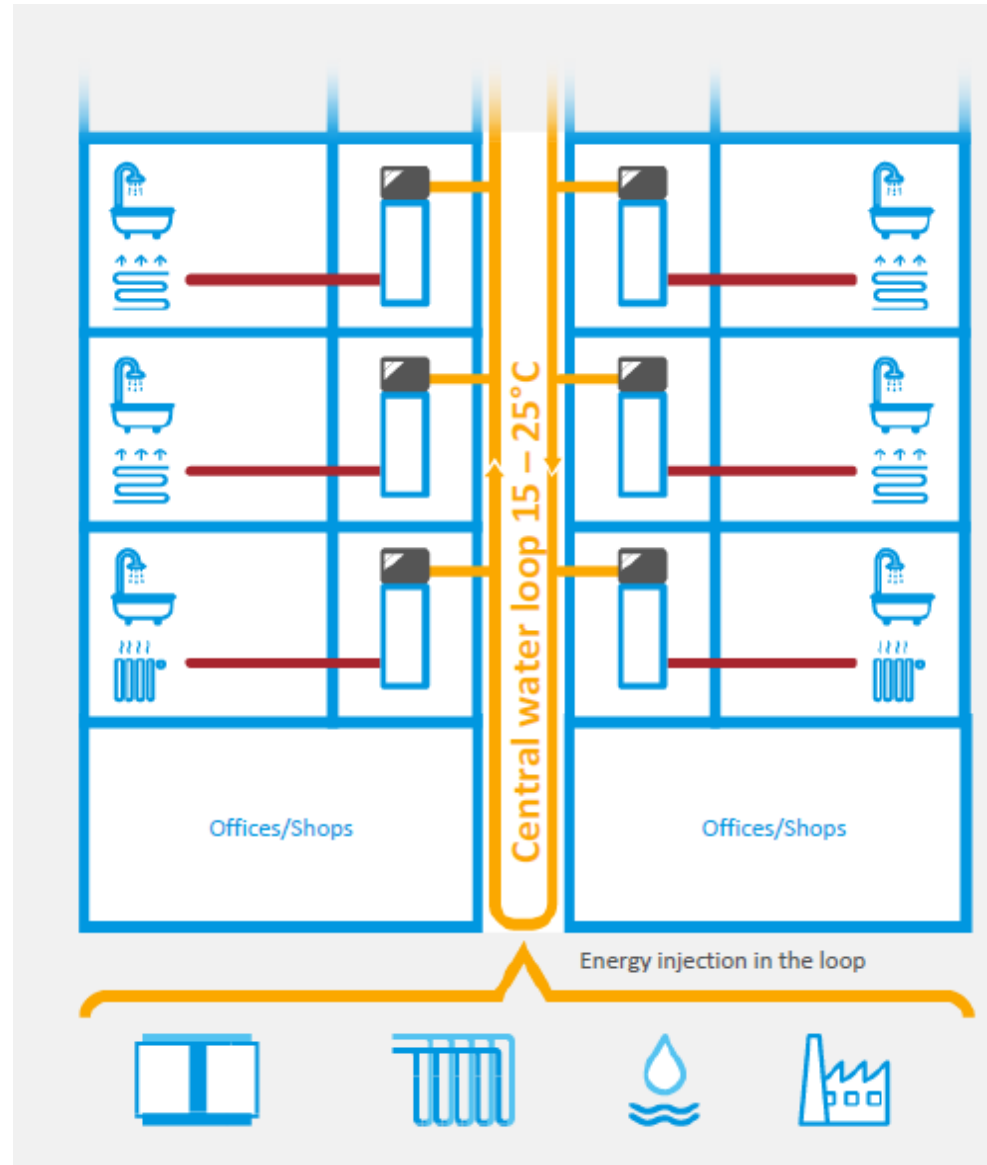 Central water loop 15 – 25°C
Offices/Shops
Offices/Shops
Energy injection in the loop